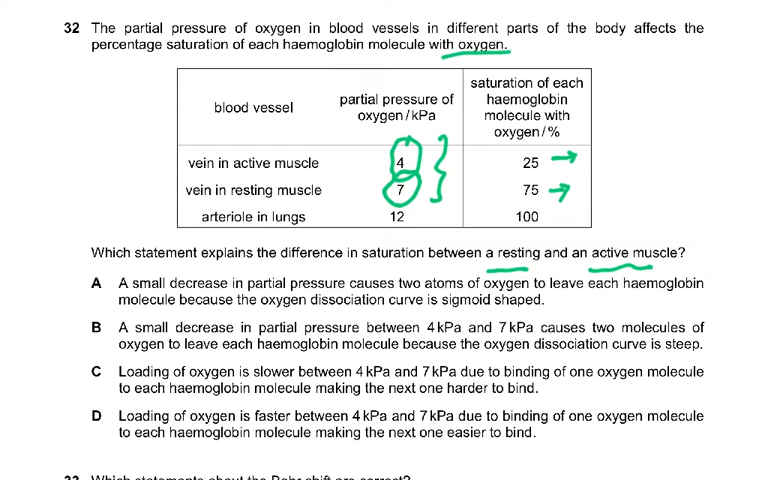 32 The partial pressure of oxygen in blood vessels in different parts of the body affects the
percentage saturation of each haemoglobin molecule with oxygen.
blood vessel
partial pressure of
oxygen / kPa
saturation of each
haemoglobin
molecule with
oxygen / %
vein in active muscle 4 25
vein in resting muscle 7 75
arteriole in lungs 12 100
Which statement explains the difference in saturation between a resting and an active muscle?
A A small decrease in partial pressure causes two atoms of oxygen to leave each haemoglobin
molecule because the oxygen dissociation curve is sigmoid shaped.
B A small decrease in partial pressure between 4 kPa and 7 kPa causes two molecules of
oxygen to leave each haemoglobin molecule because the oxygen dissociation curve is steep.
C Loading of oxygen is slower between 4 kPa and 7 kPa due to binding of one oxygen molecule
to each haemoglobin molecule making the next one harder to bind.
D Loading of oxygen is faster between 4 kPa and 7 kPa due to binding of one oxygen molecule
to each haemoglobin molecule making the next one easier to bind.
33 Which statements about the Bohr shift are correct?